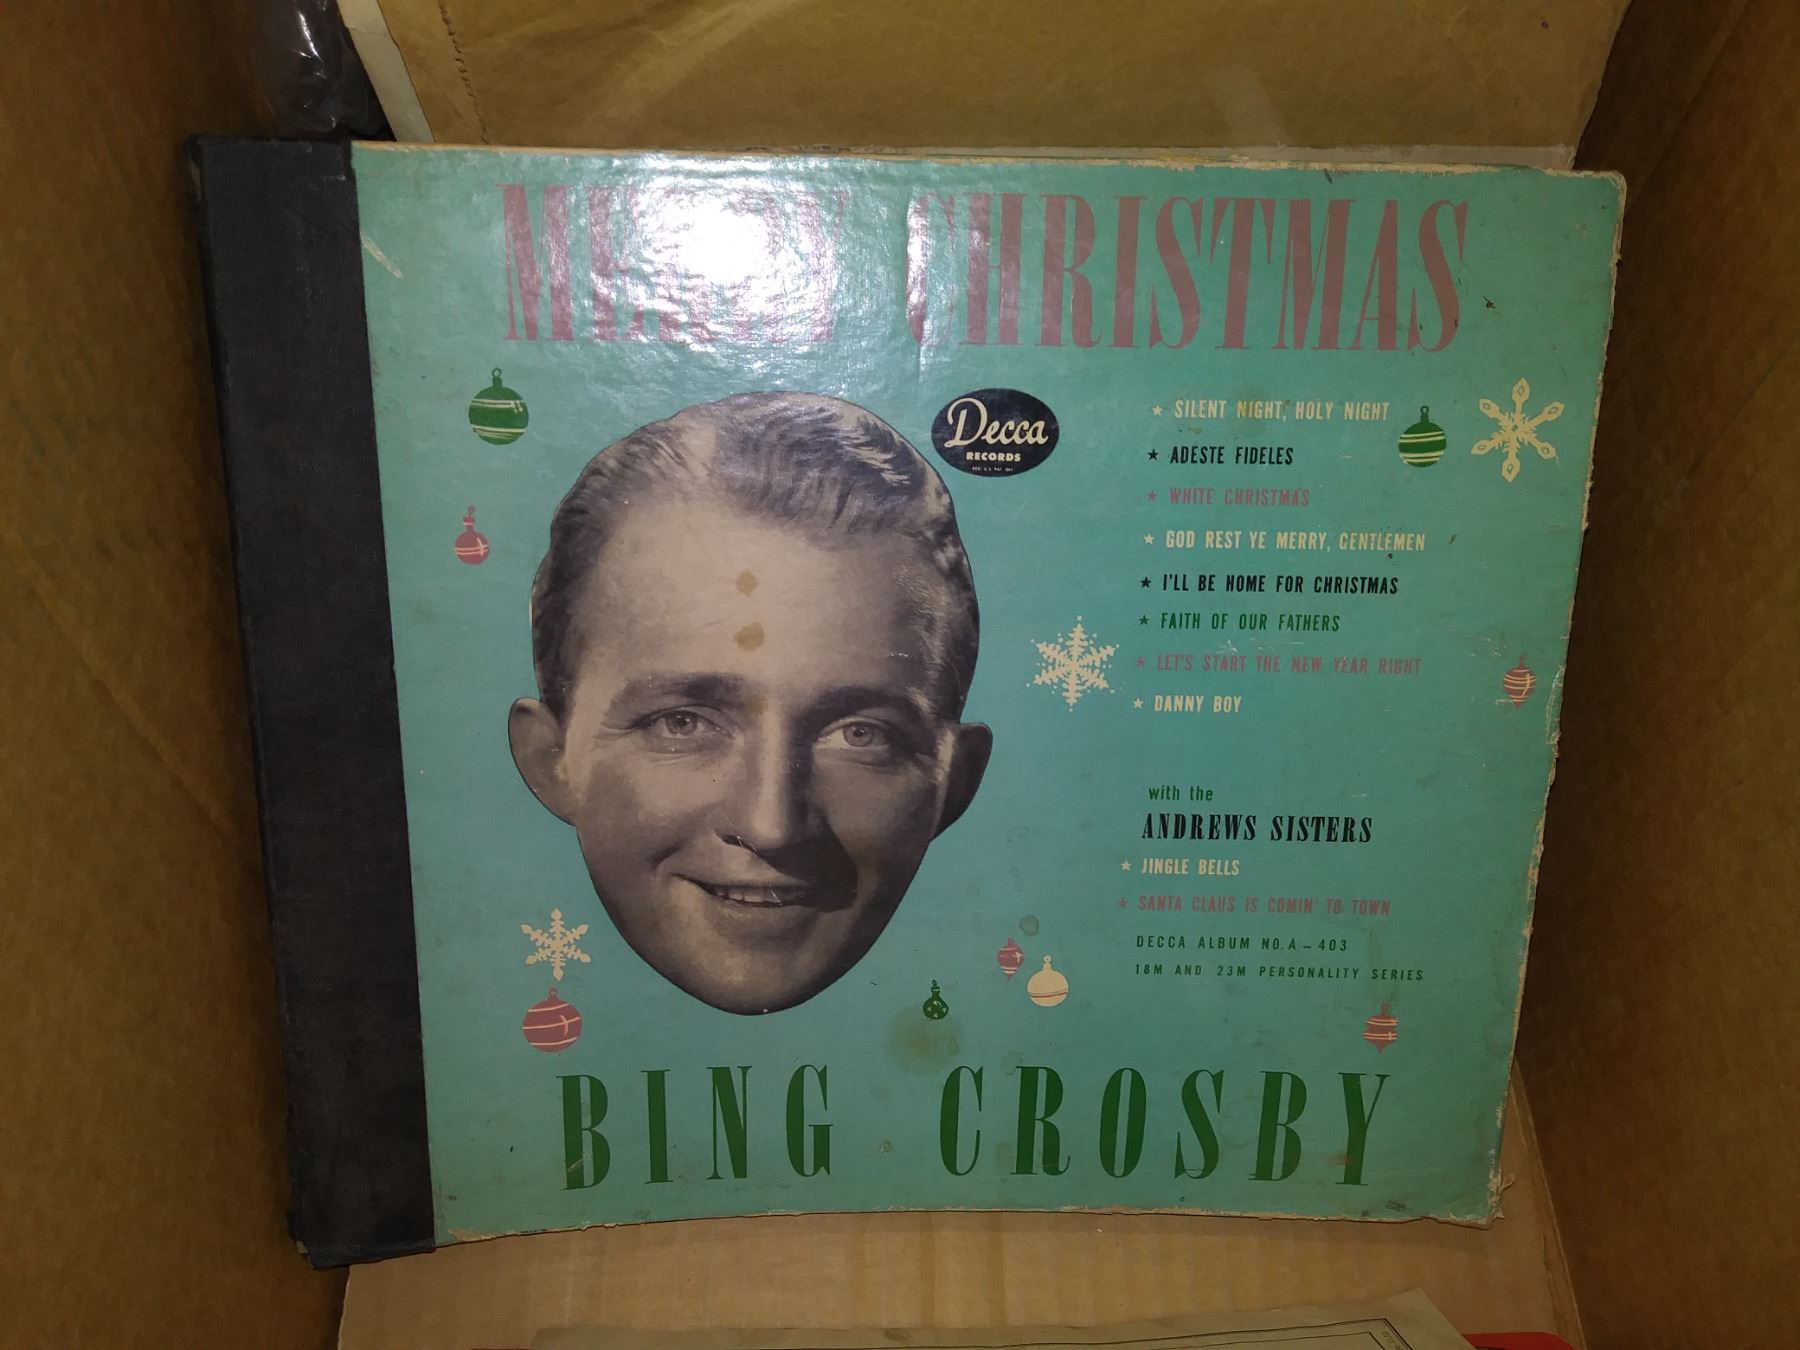 MERRY CHRISTMAS
Decca
RECORDS
★ SILENT NIGHT, HOLY NIGHT
★ ADESTE FIDELES
★ WHITE CHRISTMAS
★ GOD REST YE MERRY, GENTLEMEN
★ I'LL BE HOME FOR CHRISTMAS
★ FAITH OF OUR FATHERS
★ LET'S START THE NEW YEAR RIGHT
★ DANNY BOY
with the
ANDREWS SISTERS
★ JINGLE BELLS
★ SANTA CLAUS IS COMIN' TO TOWN
DECCA ALBUM NO. A-403
18M AND 23M PERSONALITY SERIES
BING CROSBY